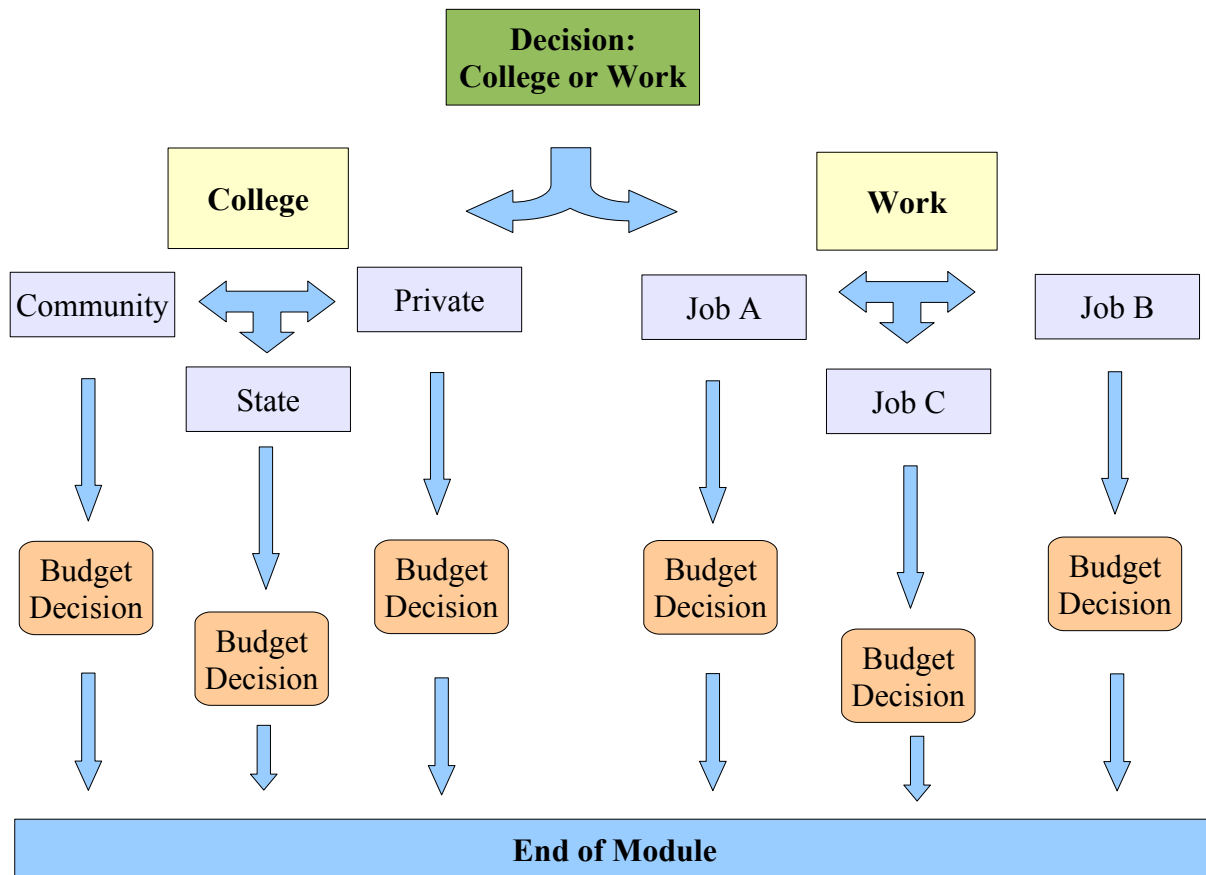 Decision:
College or Work
College
Work
Community
Private
Job A
Job B
State
Job C
Budget
Decision
Budget
Decision
Budget
Decision
Budget
Decision
Budget
Decision
Budget
Decision
End of Module